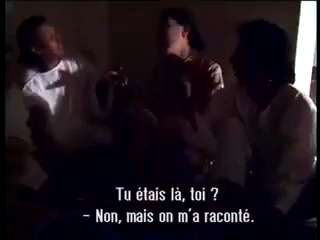 Tu étais là, toi ?
- Non, mais on m'a raconté.